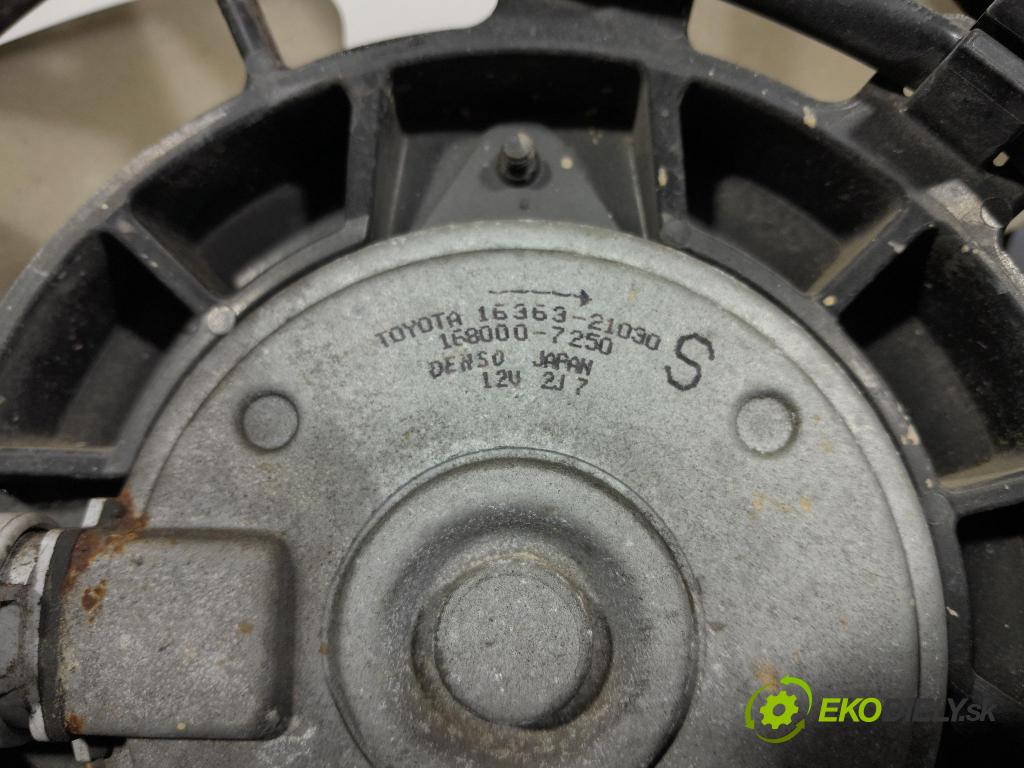 TOYOTA 16363-21030
168000-7250
DENSO JAPAN
12V 2J7
S
EKODIELY.sk